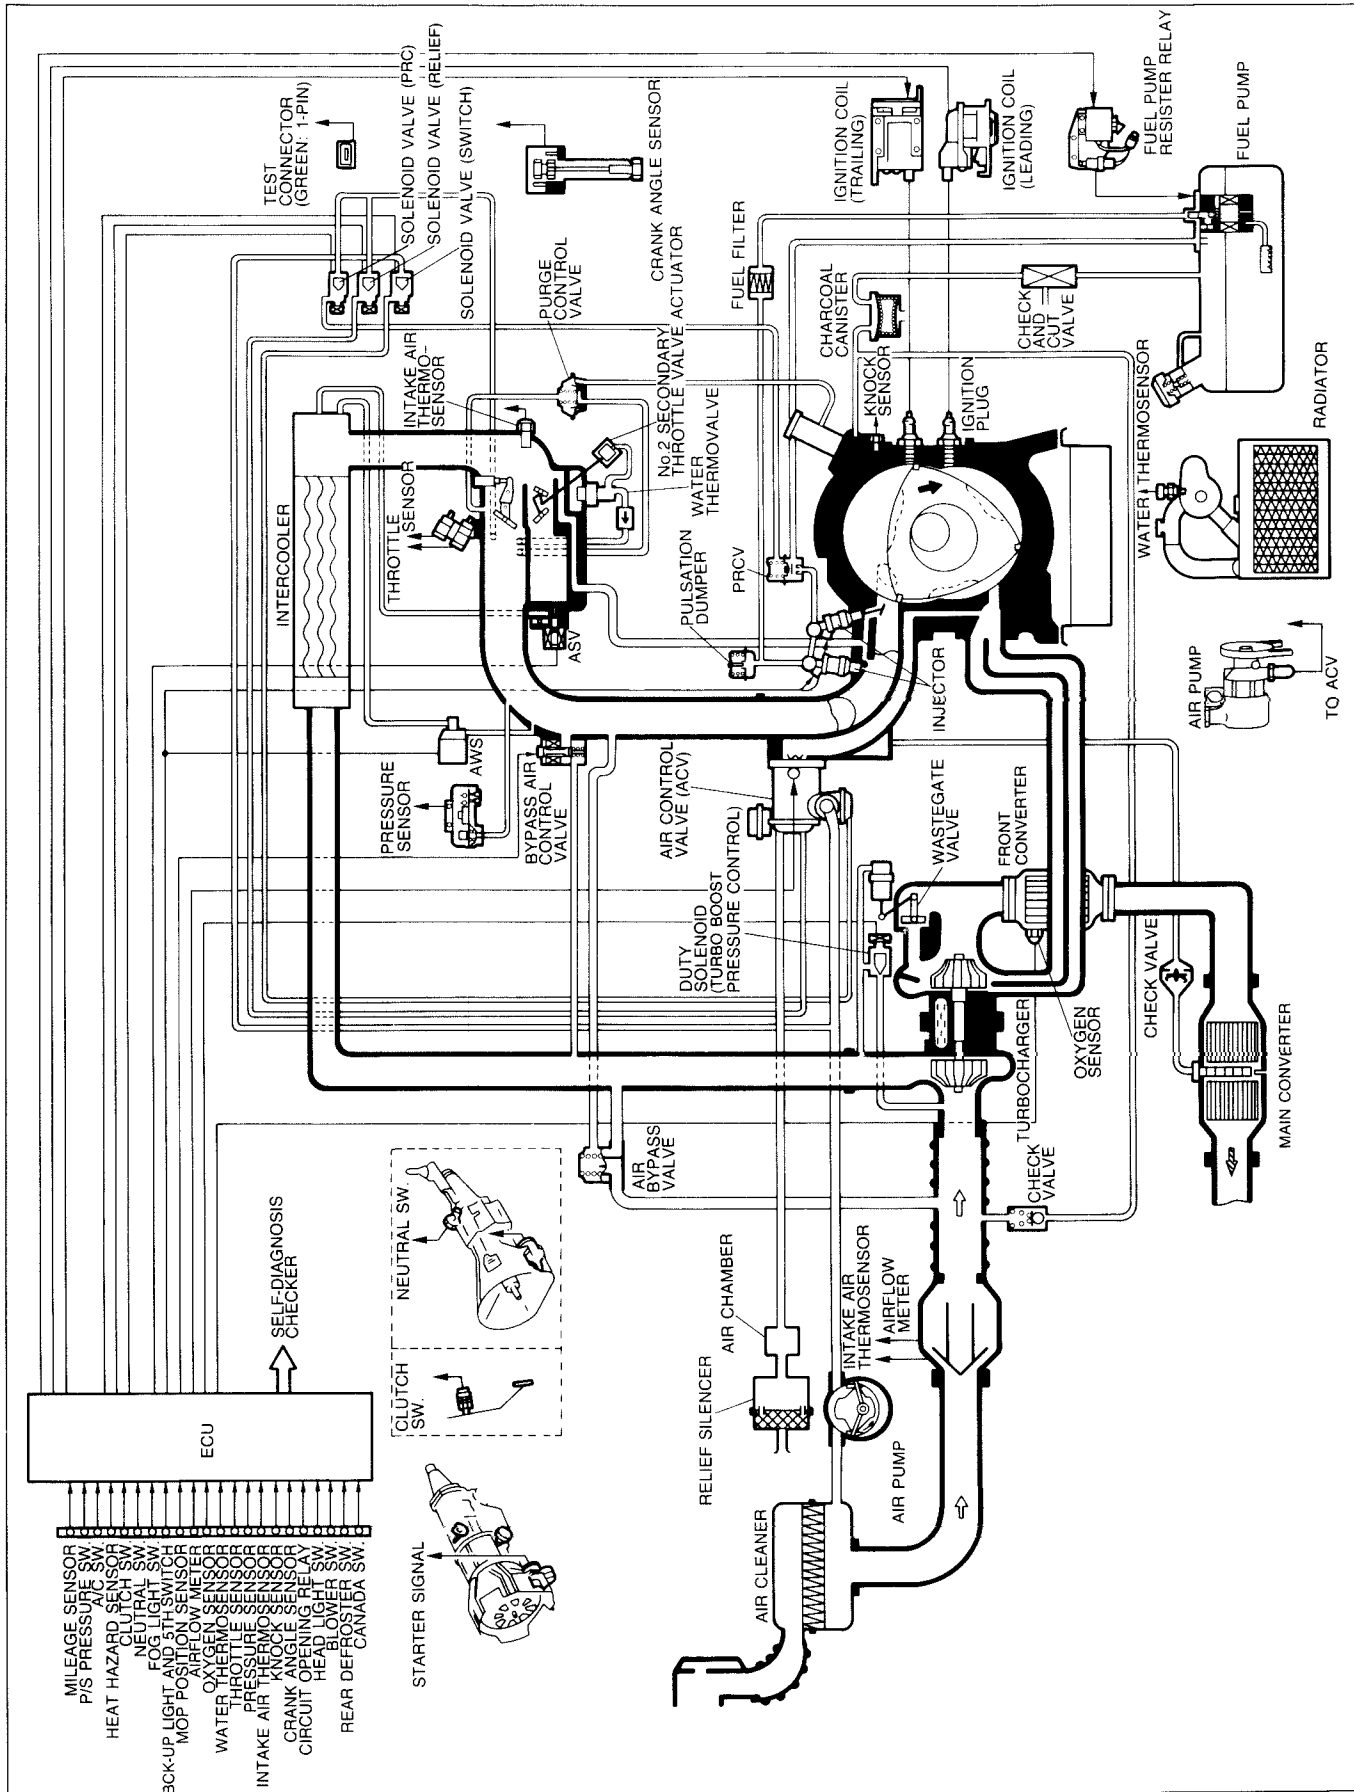 MILEAGE SENSOR
P/S PRESSURE SW.
A/C SW.
HEAT HAZARD SENSOR
CLUTCH SW.
NEUTRAL SW.
FOG LIGHT SW.
BCK-UP LIGHT AND 5TH SWITCH
MOP POSITION SENSOR
AIRFLOW METER
OXYGEN SENSOR
WATER THERMOSENSOR
THROTTLE SENSOR
PRESSURE SENSOR
INTAKE AIR THERMOSENSOR
KNOCK SENSOR
CRANK ANGLE SENSOR
CIRCUIT OPENING RELAY
HEAD LIGHT SW.
BLOWER SW.
REAR DEFROSTER SW.
CANADA SW.
ECU
SELF-DIAGNOSIS
CHECKER
STARTER SIGNAL
CLUTCH
SW.
NEUTRAL SW.
INTERCOOLER
PRESSURE
SENSOR
AWS
BYPASS AIR
CONTROL
VALVE
THROTTLE
SENSOR
INTAKE AIR
THERMO-
SENSOR
TEST
CONNECTOR
(GREEN: 1-PIN)
SOLENOID VALVE (PRC)
SOLENOID VALVE (RELIEF)
SOLENOID VALVE (SWITCH)
CRANK ANGLE SENSOR
PURGE
CONTROL
VALVE
No.2 SECONDARY
THROTTLE VALVE ACTUATOR
WATER
THERMOVALVE
ASV
AIR
BYPASS
VALVE
AIR CONTROL
VALVE (ACV)
DUTY
SOLENOID
(TURBO BOOST
PRESSURE CONTROL)
PULSATION
DUMPER
PRCV
FUEL FILTER
IGNITION COIL
(TRAILING)
IGNITION COIL
(LEADING)
CHARCOAL
CANISTER
KNOCK
SENSOR
IGNITION
PLUG
INJECTOR
WASTEGATE
VALVE
FRONT
CONVERTER
RELIEF SILENCER
AIR CHAMBER
INTAKE AIR
THERMOSENSOR
AIRFLOW
METER
AIR CLEANER
AIR PUMP
TURBOCHARGER
CHECK
VALVE
OXYGEN
SENSOR
CHECK VALVE
MAIN CONVERTER
FUEL PUMP
RESISTER RELAY
FUEL PUMP
CHECK
AND
CUT
VALVE
WATER THERMOSENSOR
RADIATOR
AIR PUMP
TO ACV